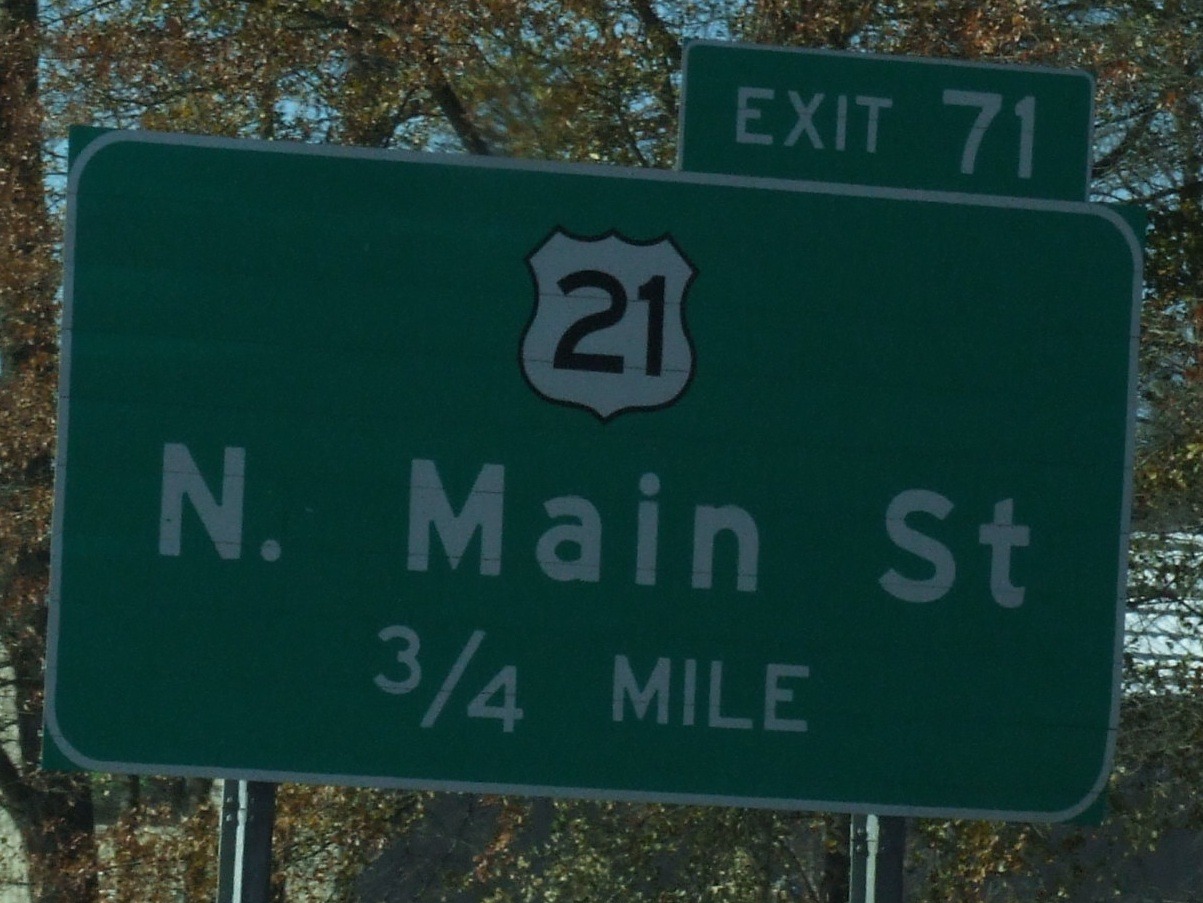 EXIT 71
21
N. Main St
3/4 MILE